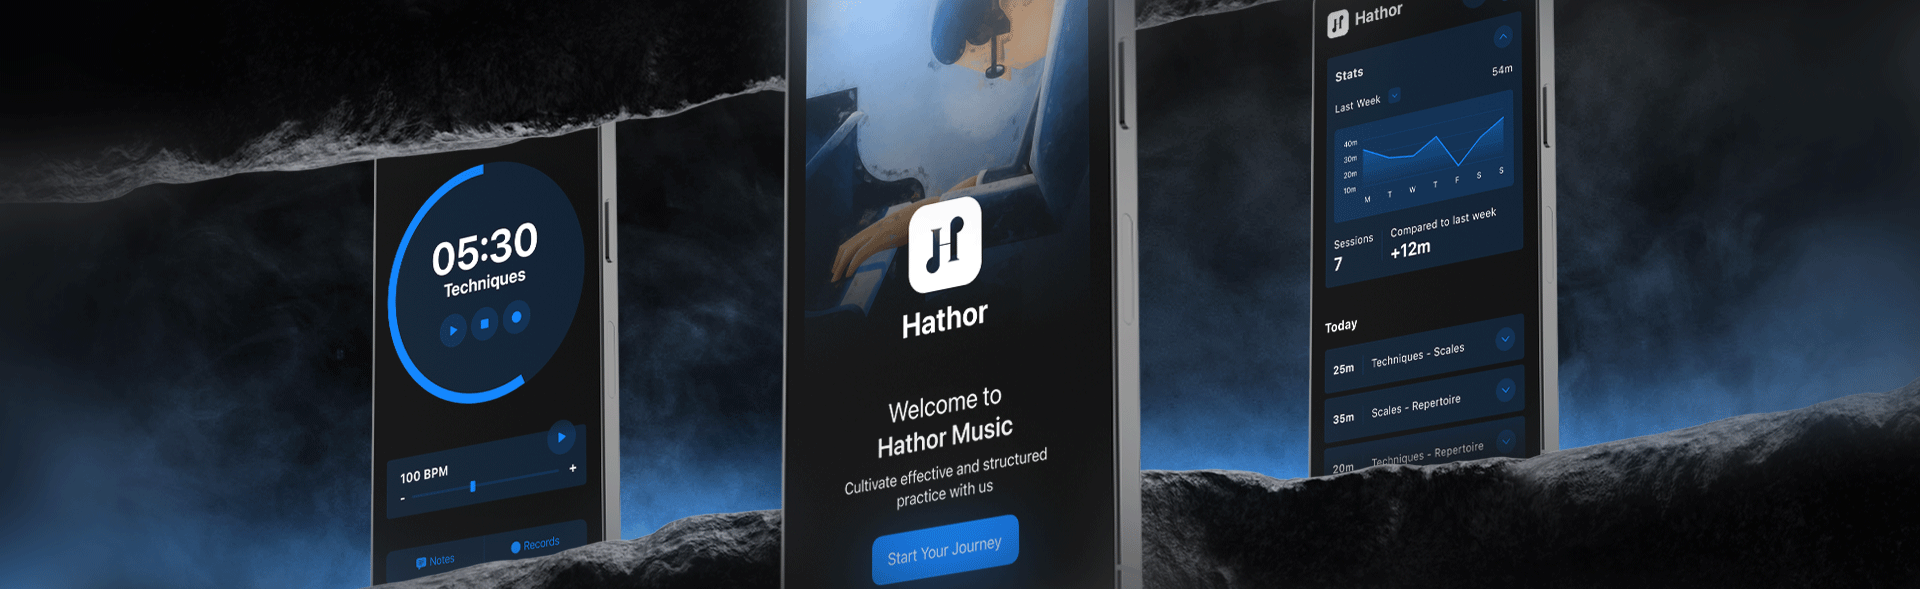 05:30
Techniques
100 BPM
-
+
Notes
Records
H
Hathor
Welcome to
Hathor Music
Cultivate effective and structured
practice with us
Start Your Journey
H
Hathor
Stats
54m
Last Week
40m
30m
20m
10m
M T W T F S S
Sessions
7
Compared to last week
+12m
Today
25m Techniques - Scales
35m Scales - Repertoire
20m Techniques - Repertoire